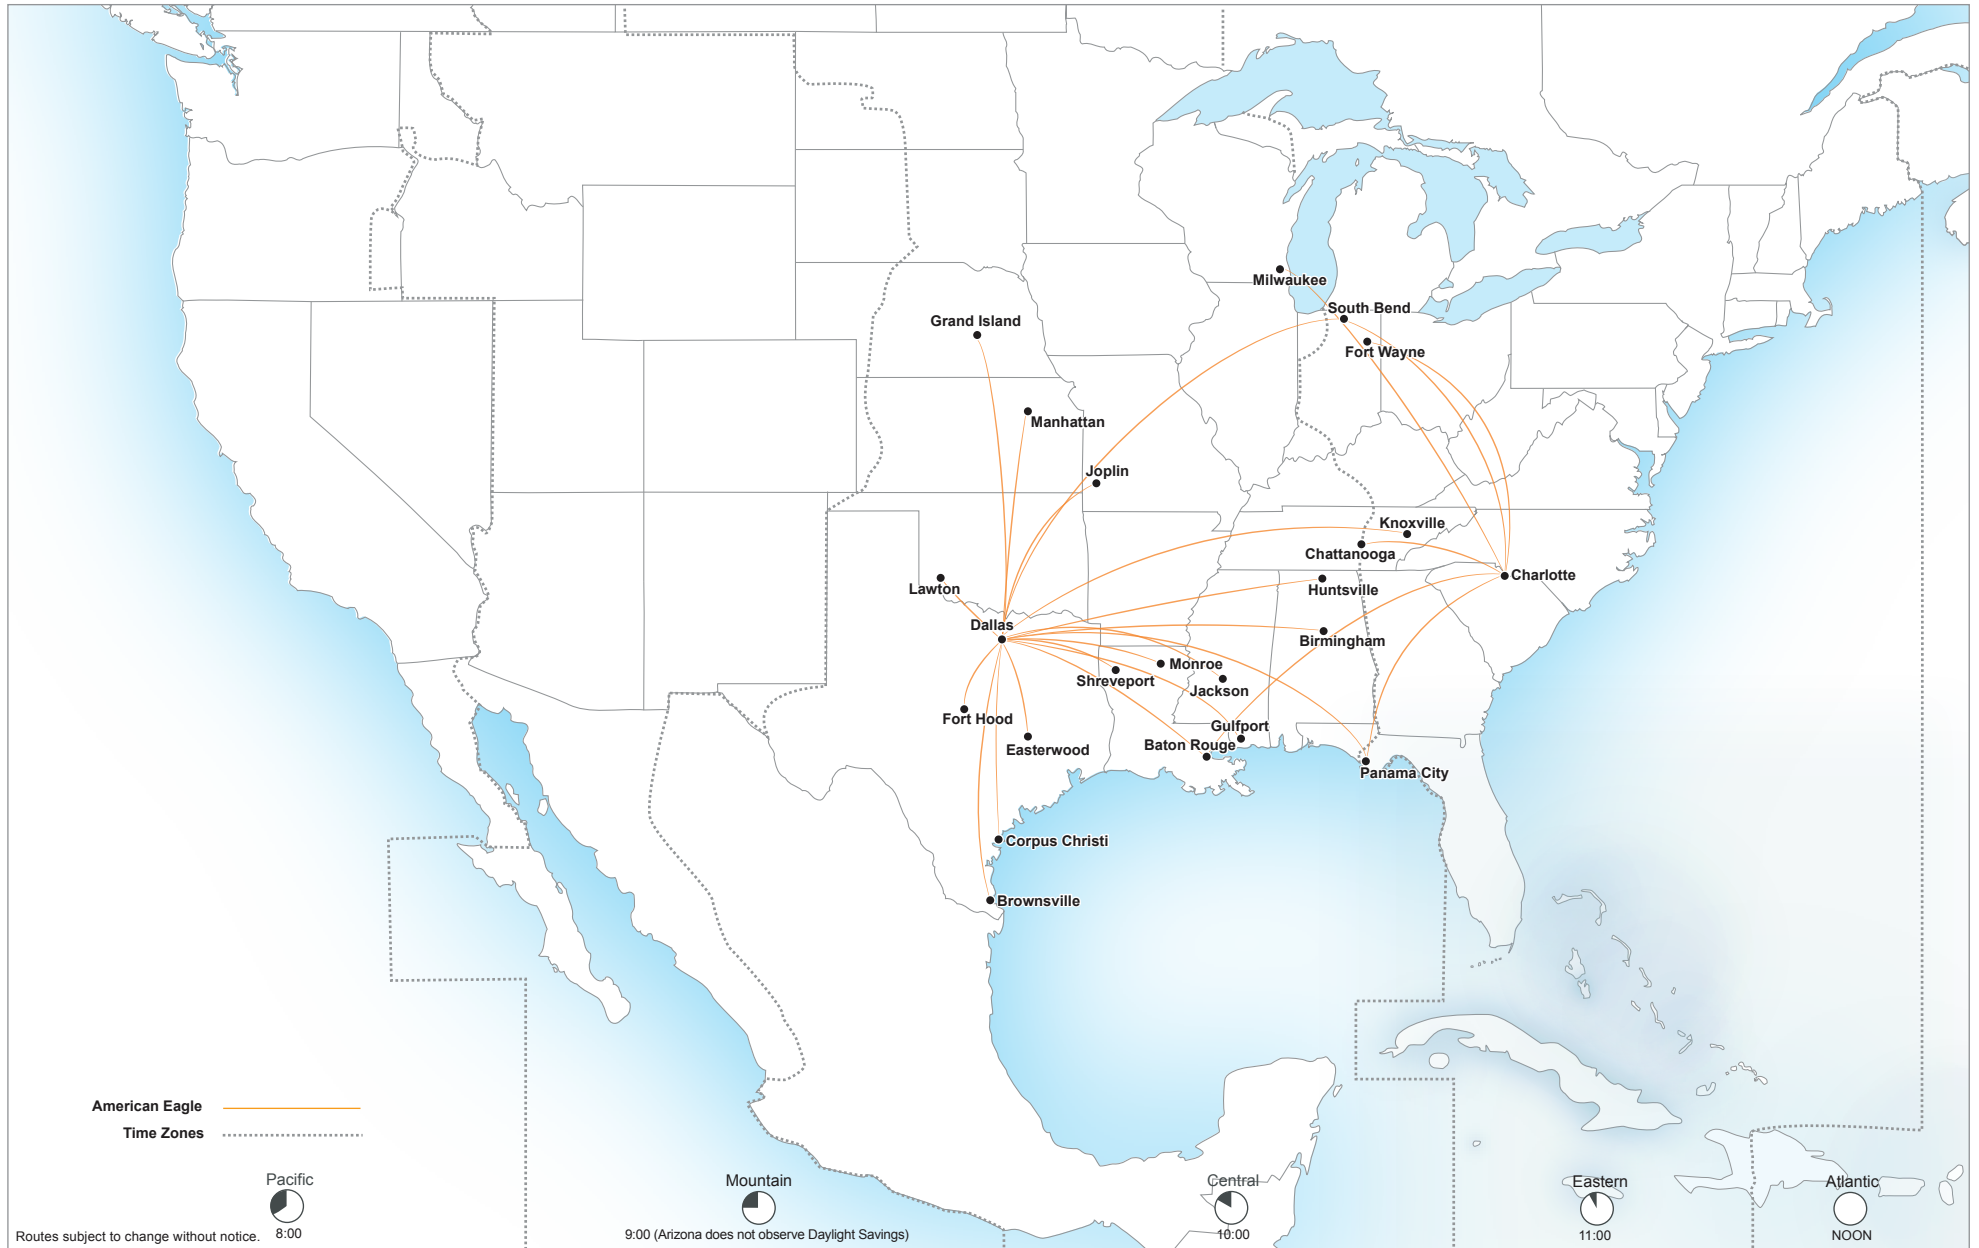 Milwaukee
South Bend
Grand Island
Fort Wayne
Manhattan
Joplin
Knoxville
Chattanooga
Charlotte
Lawton
Huntsville
Dallas
Birmingham
Monroe
Shreveport
Jackson
Fort Hood
Gulfport
Easterwood
Baton Rouge
Panama City
Corpus Christi
Brownsville
American Eagle
Time Zones
Pacific
Mountain
Central
Eastern
Atlantic
8:00
9:00 (Arizona does not observe Daylight Savings)
10:00
11:00
NOON
Routes subject to change without notice.